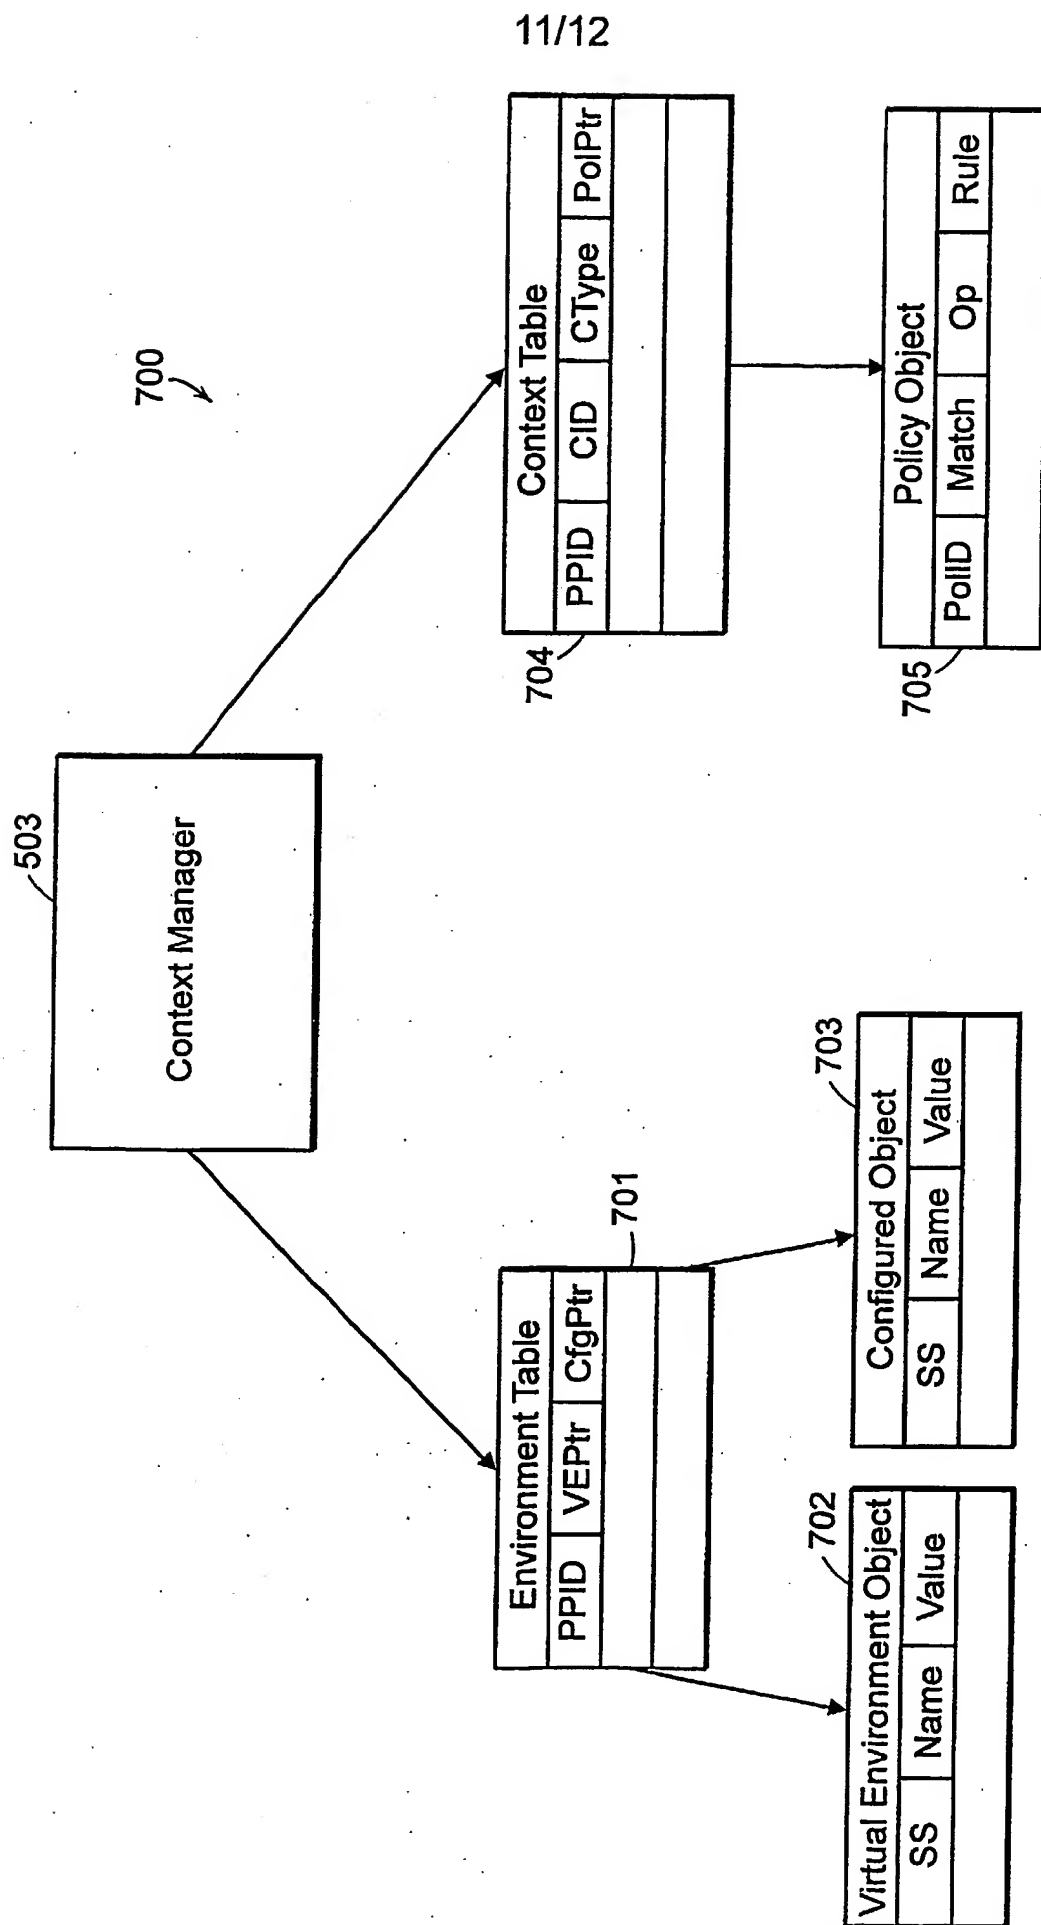 11/12
700
503
Context Manager
Environment Table
PPID VEPtr CfgPtr
701
Context Table
PPID CID CType PolPtr
704
Virtual Environment Object
SS Name Value
702
Configured Object
SS Name Value
703
Policy Object
PolID Match Op Rule
705